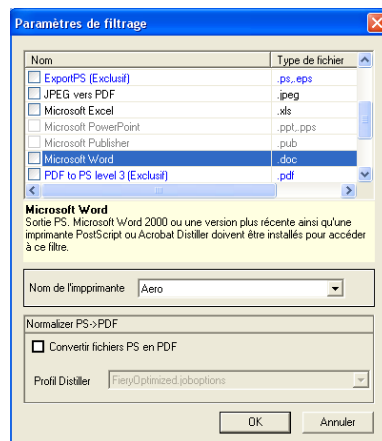 Paramètres de filtrage
Nom Type de fichier
ExportPS (Exclusif) .ps,.eps
JPEG vers PDF .jpeg
Microsoft Excel .xls
Microsoft PowerPoint .ppt,.pps
Microsoft Publisher .pub
Microsoft Word .doc
PDF to PS level 3 (Exclusif) .pdf
Microsoft Word
Sortie PS. Microsoft Word 2000 ou une version plus récente ainsi qu'une
imprimante PostScript ou Acrobat Distiller doivent être installés pour accéder
à ce filtre.
Nom de l'impprimante Aero
Normalizer PS->PDF
Convertir fichiers PS en PDF
Profil Distiller FieryOptimized.joboptions
OK Annuler